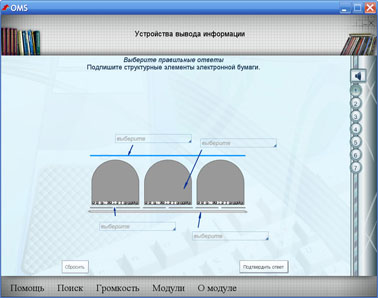 OMS
Устройства вывода информации
Выберите правильные ответы
Подпишите структурные элементы электронной бумаги.
выберите
выберите
выберите
выберите
1
2
3
4
5
6
7
Сбросить
Подтвердить ответ
Помощь Поиск Громкость Модули О модуле